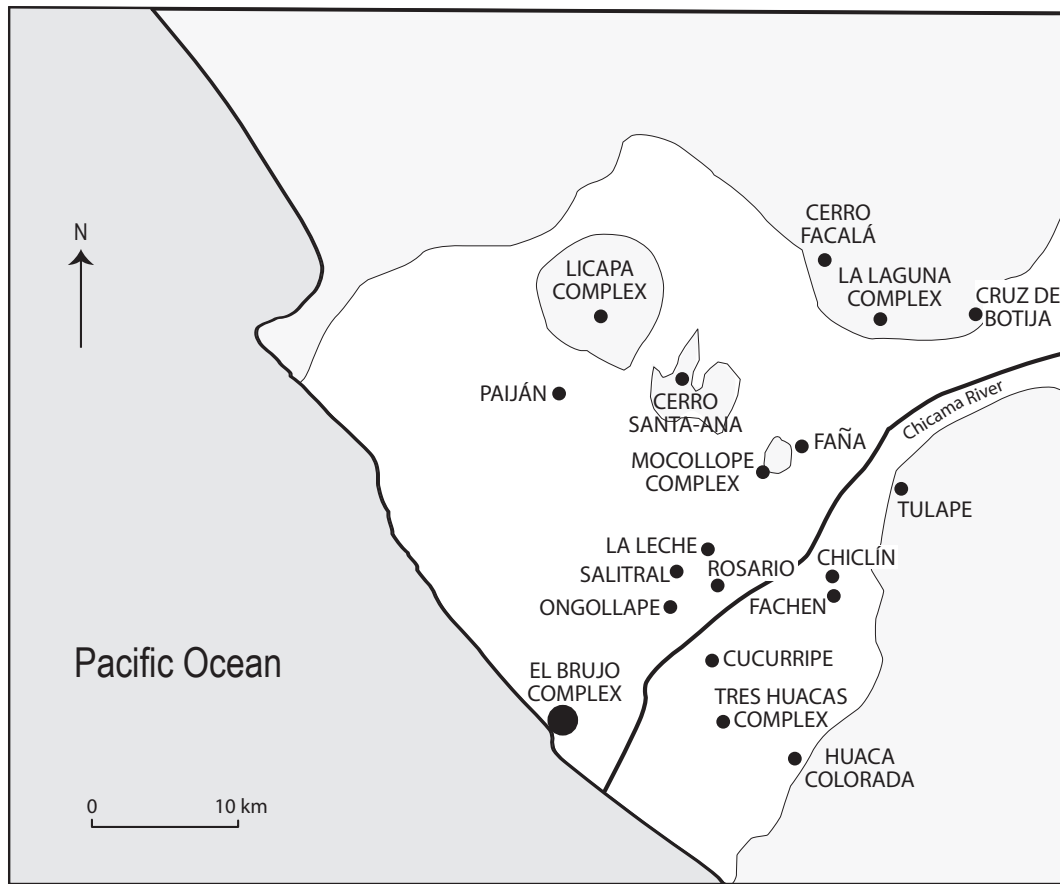 N
CERRO
FACALÁ
LICAPA
COMPLEX
LA LAGUNA
COMPLEX
CRUZ DE
BOTIJA
PAIJÁN
CERRO
SANTA-ANA
Chicama River
FAÑA
MOCOLLOPE
COMPLEX
TULAPE
LA LECHE
CHICLÍN
SALITRAL
ROSARIO
ONGOLLAPE
FACHEN
Pacific Ocean
CUCURRIPE
EL BRUJO
COMPLEX
TRES HUACAS
COMPLEX
HUACA
COLORADA
0 10 km